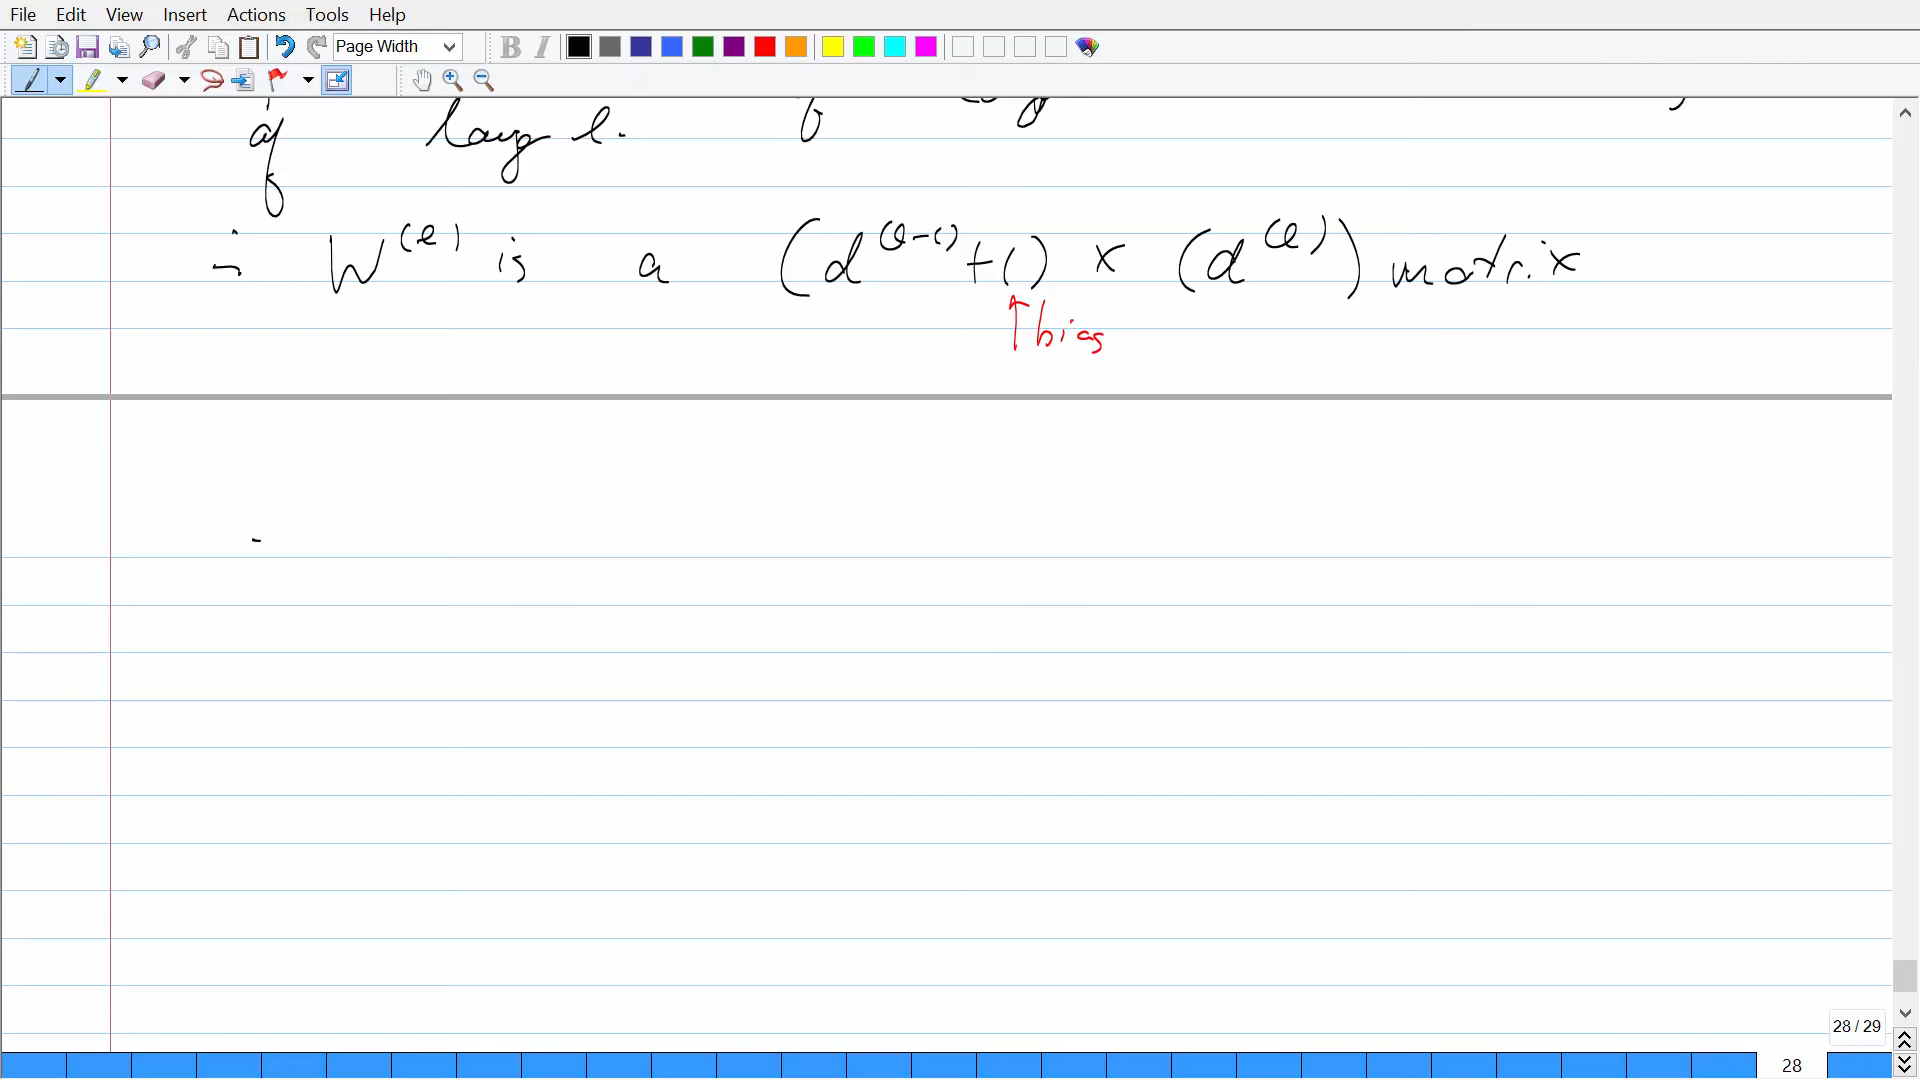 File Edit View Insert Actions Tools Help
Page Width
B I
of layer l.
∴ W^(l) is a (d^(l-1)+1) x (d^(l)) matrix
↑bias
28 / 29
28